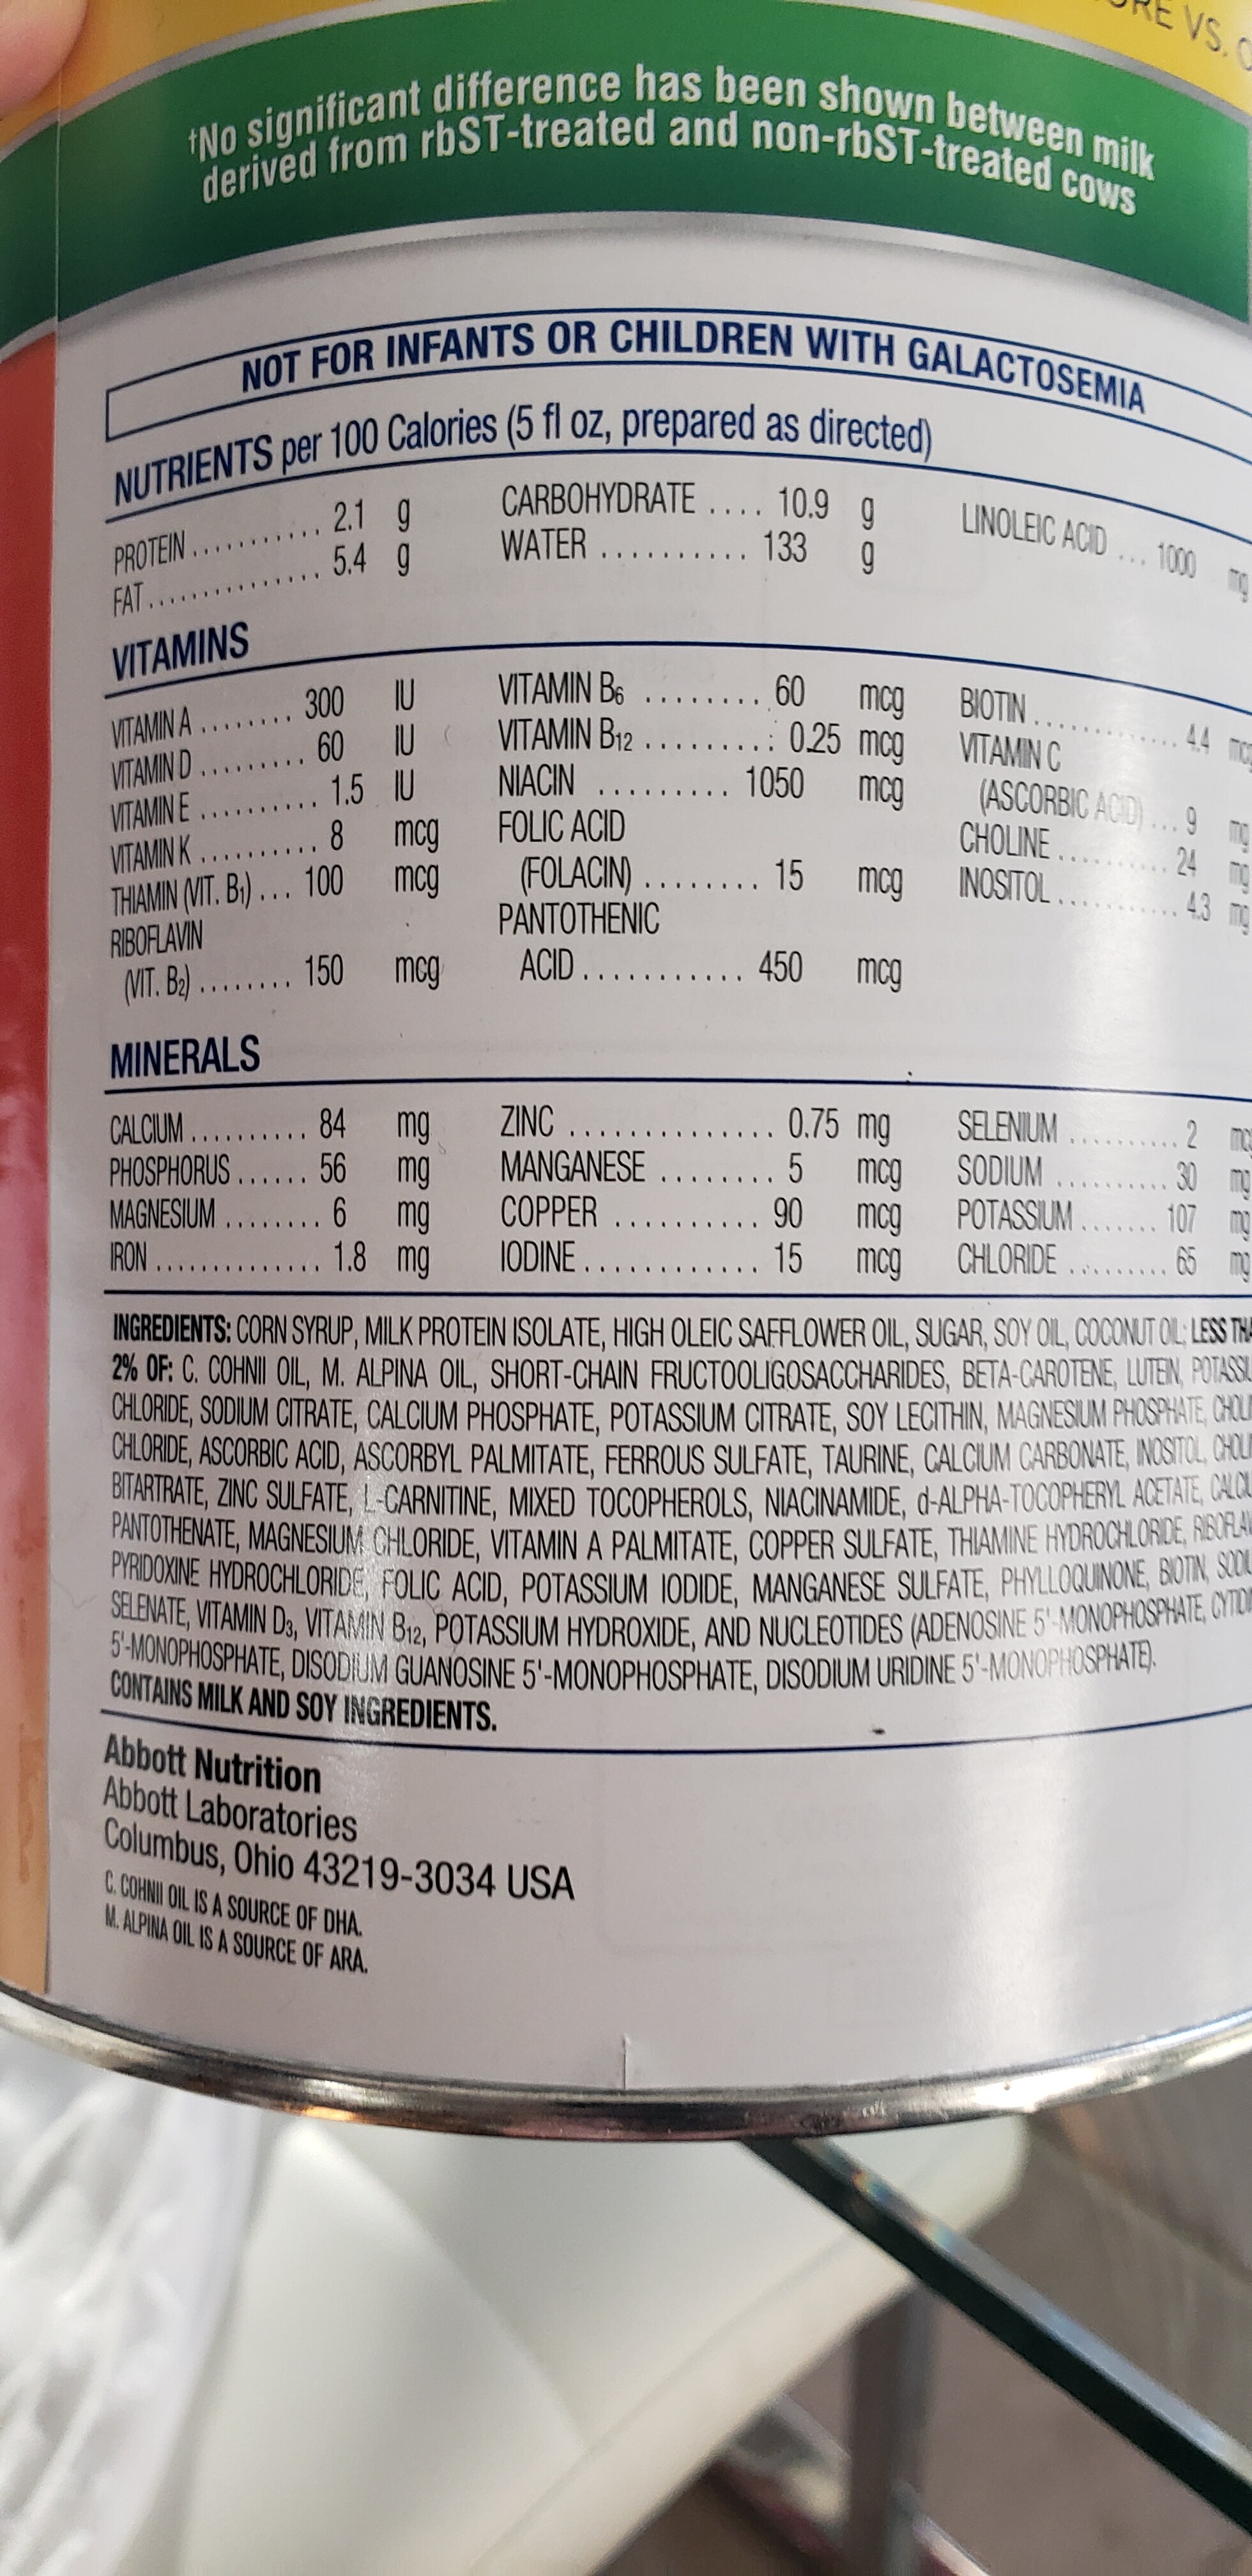 VS.
†No significant difference has been shown between milk
derived from rbST-treated and non-rbST-treated cows
NOT FOR INFANTS OR CHILDREN WITH GALACTOSEMIA
NUTRIENTS per 100 Calories (5 fl oz, prepared as directed)
PROTEIN ........... 2.1 g CARBOHYDRATE .... 10.9 g LINOLEIC ACID ... 1000 mg
FAT ............... 5.4 g WATER .......... 133 g
VITAMINS
VITAMIN A ........ 300 IU VITAMIN B6 ........ 60 mcg BIOTIN ............. 4.4 mcg
VITAMIN D ......... 60 IU VITAMIN B12 ......... 0.25 mcg VITAMIN C
VITAMIN E .......... 1.5 IU NIACIN ......... 1050 mcg (ASCORBIC ACID) ... 9 mg
VITAMIN K .......... 8 mcg FOLIC ACID CHOLINE .......... 24 mg
THIAMIN (VIT. B1) ... 100 mcg (FOLACIN) ........ 15 mcg INOSITOL ........... 4.3 mg
RIBOFLAVIN PANTOTHENIC
(VIT. B2) ........ 150 mcg ACID ........... 450 mcg
MINERALS
CALCIUM .......... 84 mg ZINC .............. 0.75 mg SELENIUM .......... 2
PHOSPHORUS ...... 56 mg MANGANESE ........ 5 mcg SODIUM .......... 30 mg
MAGNESIUM ........ 6 mg COPPER .......... 90 mcg POTASSIUM ....... 107 mg
IRON .............. 1.8 mg IODINE ............ 15 mcg CHLORIDE ......... 65 mg
INGREDIENTS: CORN SYRUP, MILK PROTEIN ISOLATE, HIGH OLEIC SAFFLOWER OIL, SUGAR, SOY OIL, COCONUT OIL; LESS
2% OF: C. COHNII OIL, M. ALPINA OIL, SHORT-CHAIN FRUCTOOLIGOSACCHARIDES, BETA-CAROTENE, LUTEIN,
CHLORIDE, SODIUM CITRATE, CALCIUM PHOSPHATE, POTASSIUM CITRATE, SOY LECITHIN, MAGNESIUM PHOSPHATE,
CHLORIDE, ASCORBIC ACID, ASCORBYL PALMITATE, FERROUS SULFATE, TAURINE, CALCIUM CARBONATE, INOSITOL,
BITARTRATE, ZINC SULFATE, L-CARNITINE, MIXED TOCOPHEROLS, NIACINAMIDE, d-ALPHA-TOCOPHERYL ACETATE,
PANTOTHENATE, MAGNESIUM CHLORIDE, VITAMIN A PALMITATE, COPPER SULFATE, THIAMINE HYDROCHLORIDE,
PYRIDOXINE HYDROCHLORIDE, FOLIC ACID, POTASSIUM IODIDE, MANGANESE SULFATE, PHYLLOQUINONE, BIOTIN,
SELENATE, VITAMIN D3, VITAMIN B12, POTASSIUM HYDROXIDE, AND NUCLEOTIDES (ADENOSINE 5'-MONOPHOSPHATE,
5'-MONOPHOSPHATE, DISODIUM GUANOSINE 5'-MONOPHOSPHATE, DISODIUM URIDINE 5'-MONOPHOSPHATE).
CONTAINS MILK AND SOY INGREDIENTS.
Abbott Nutrition
Abbott Laboratories
Columbus, Ohio 43219-3034 USA
C. COHNII OIL IS A SOURCE OF DHA.
M. ALPINA OIL IS A SOURCE OF ARA.